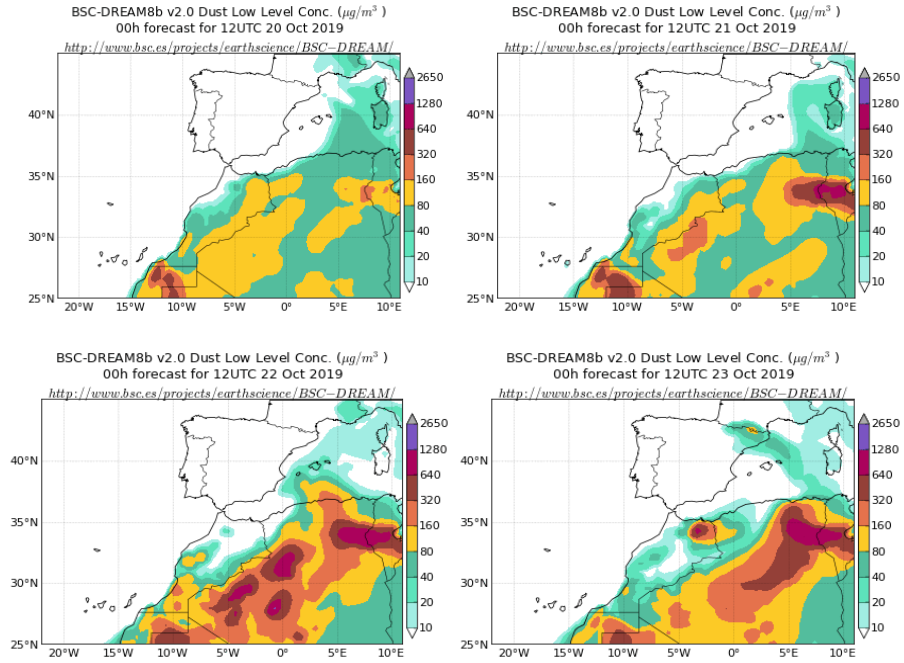 BSC-DREAM8b v2.0 Dust Low Level Conc. (μg/m³ )
00h forecast for 12UTC 20 Oct 2019
http://www.bsc.es/projects/earthscience/BSC−DREAM/
40°N
35°N
30°N
25°N
20°W
15°W
10°W
5°W
0°
5°E
10°E
2650
1280
640
320
160
80
40
20
10
BSC-DREAM8b v2.0 Dust Low Level Conc. (μg/m³ )
00h forecast for 12UTC 21 Oct 2019
http://www.bsc.es/projects/earthscience/BSC−DREAM/
40°N
35°N
30°N
25°N
20°W
15°W
10°W
5°W
0°
5°E
10°E
2650
1280
640
320
160
80
40
20
10
BSC-DREAM8b v2.0 Dust Low Level Conc. (μg/m³ )
00h forecast for 12UTC 22 Oct 2019
http://www.bsc.es/projects/earthscience/BSC−DREAM/
40°N
35°N
30°N
25°N
20°W
15°W
10°W
5°W
0°
5°E
10°E
2650
1280
640
320
160
80
40
20
10
BSC-DREAM8b v2.0 Dust Low Level Conc. (μg/m³ )
00h forecast for 12UTC 23 Oct 2019
http://www.bsc.es/projects/earthscience/BSC−DREAM/
40°N
35°N
30°N
25°N
20°W
15°W
10°W
5°W
0°
5°E
10°E
2650
1280
640
320
160
80
40
20
10